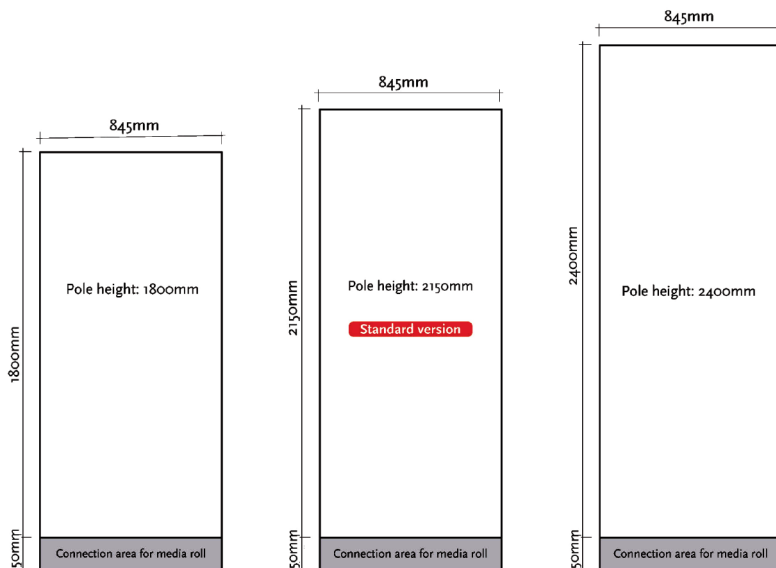 845mm
1800mm
Pole height: 1800mm
Connection area for media roll
845mm
2150mm
Pole height: 2150mm
Standard version
Connection area for media roll
845mm
2400mm
Pole height: 2400mm
Connection area for media roll